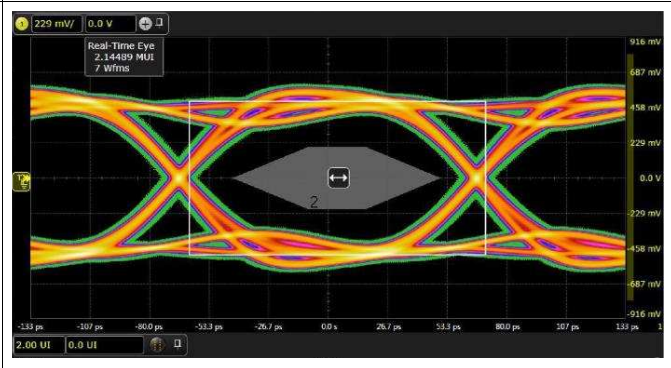 1 229 mV/ 0.0 V
Real-Time Eye
2.14489 MUI
7 Wfms
916 mV
687 mV
458 mV
229 mV
0.0 V
-229 mV
-458 mV
-687 mV
-916 mV
2
-133 ps -107 ps -80.0 ps -53.3 ps -26.7 ps 0.0 s 26.7 ps 53.3 ps 80.0 ps 107 ps 133 ps 1
2.00 UI 0.0 UI